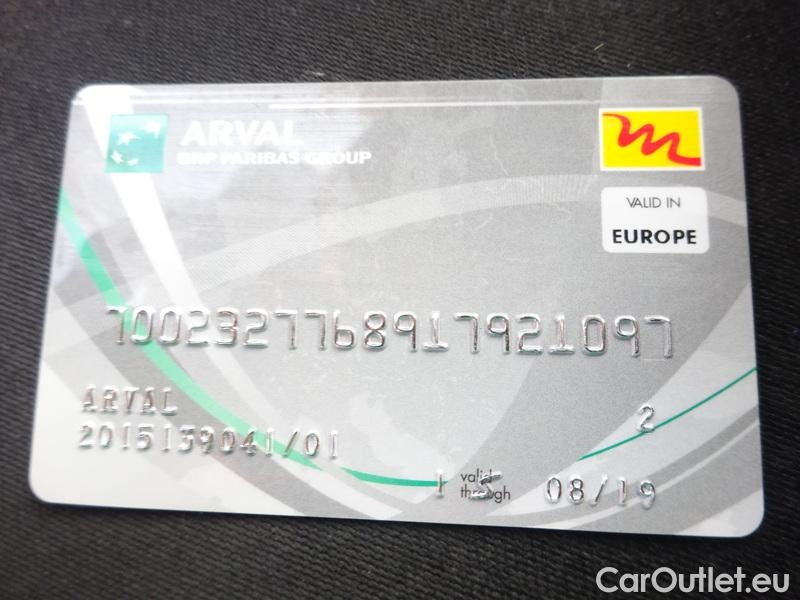 ARVAL
BNP PARIBAS GROUP
VALID IN
EUROPE
7002327768917921097
ARVAL
2
2015139041/01
valid
through
08/19
CarOutlet.eu